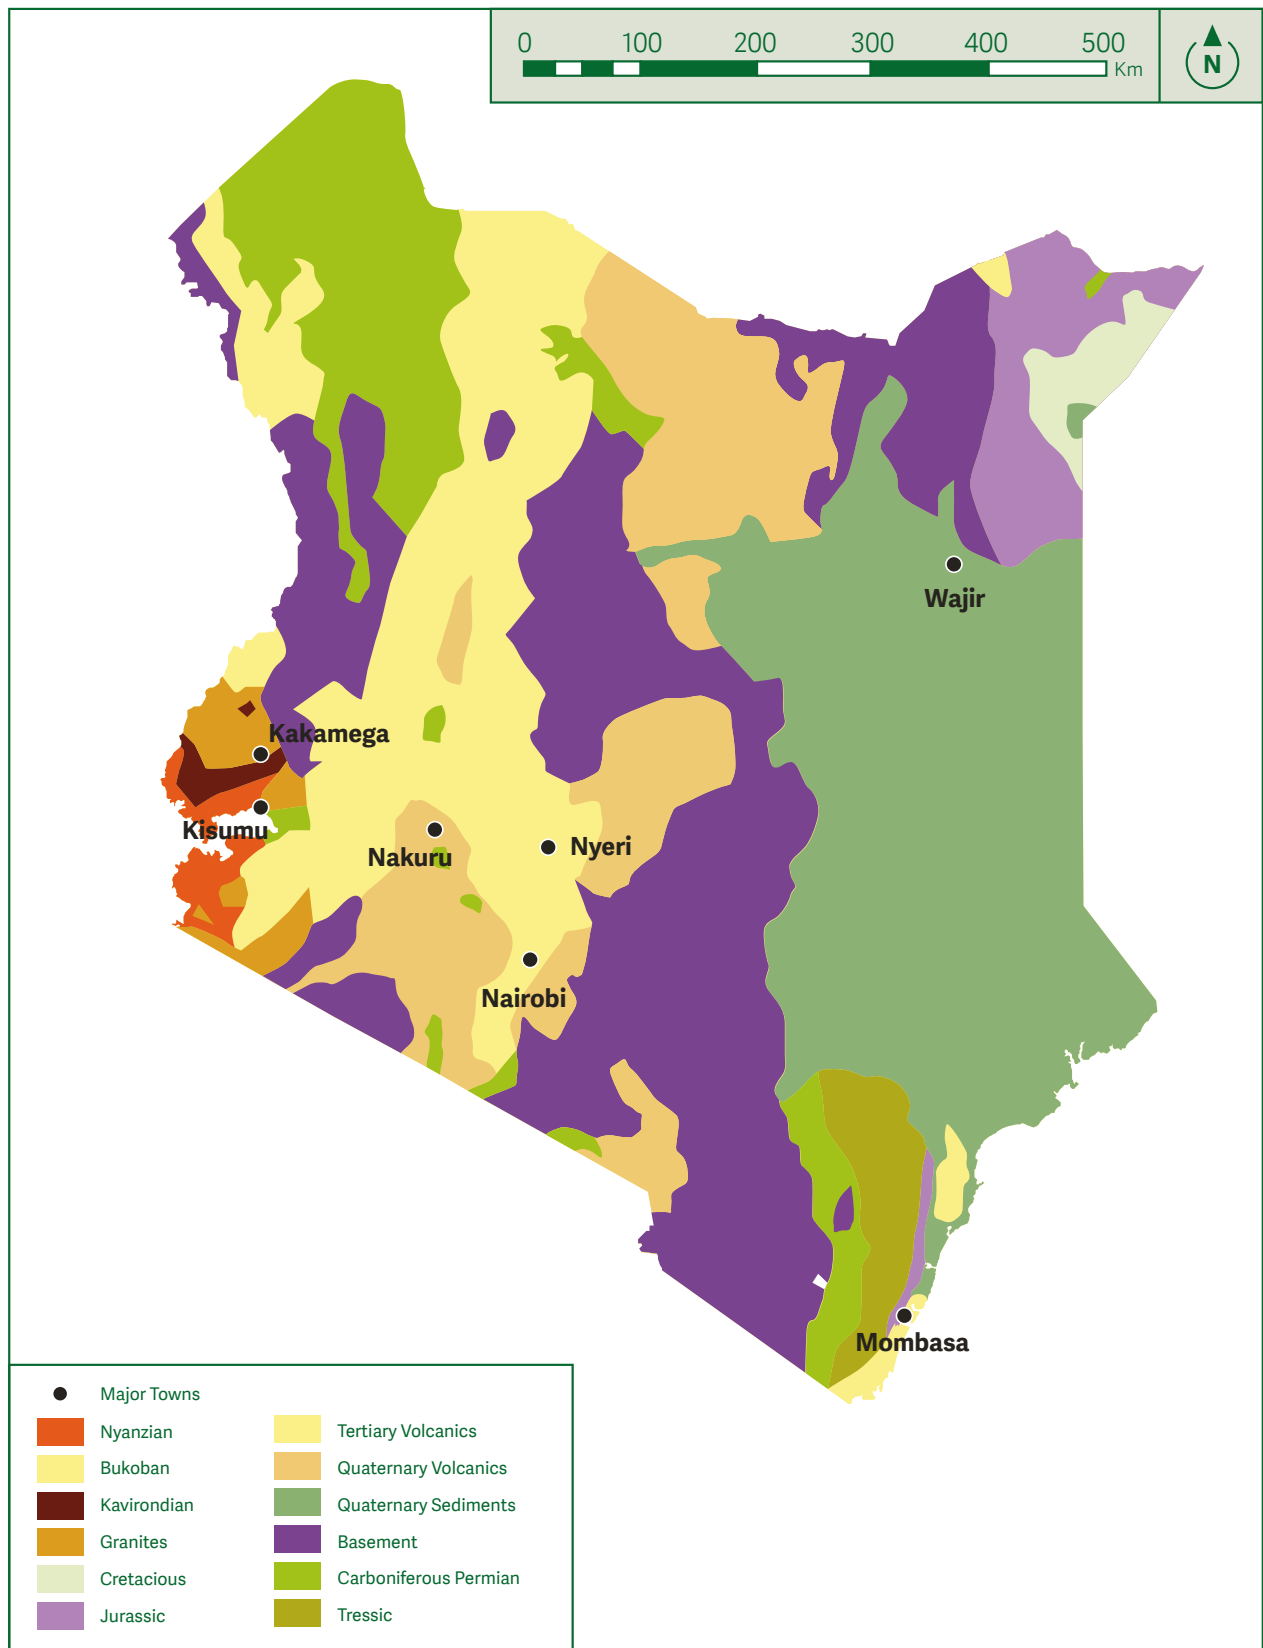 0 100 200 300 400 500
Km
N
Wajir
Kakamega
Kisumu
Nakuru
Nyeri
Nairobi
Mombasa
Major Towns
Nyanzian
Bukoban
Kavirondian
Granites
Cretacious
Jurassic
Tertiary Volcanics
Quaternary Volcanics
Quaternary Sediments
Basement
Carboniferous Permian
Tressic